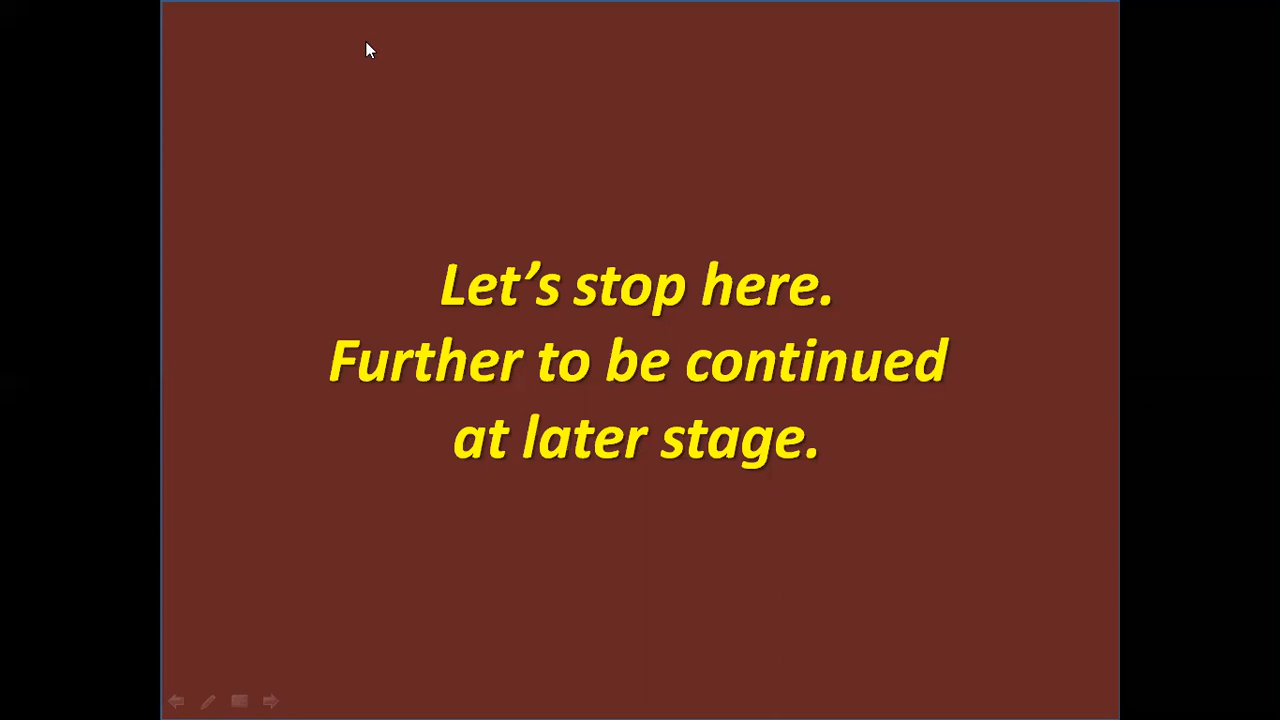 Let’s stop here.
Further to be continued
at later stage.